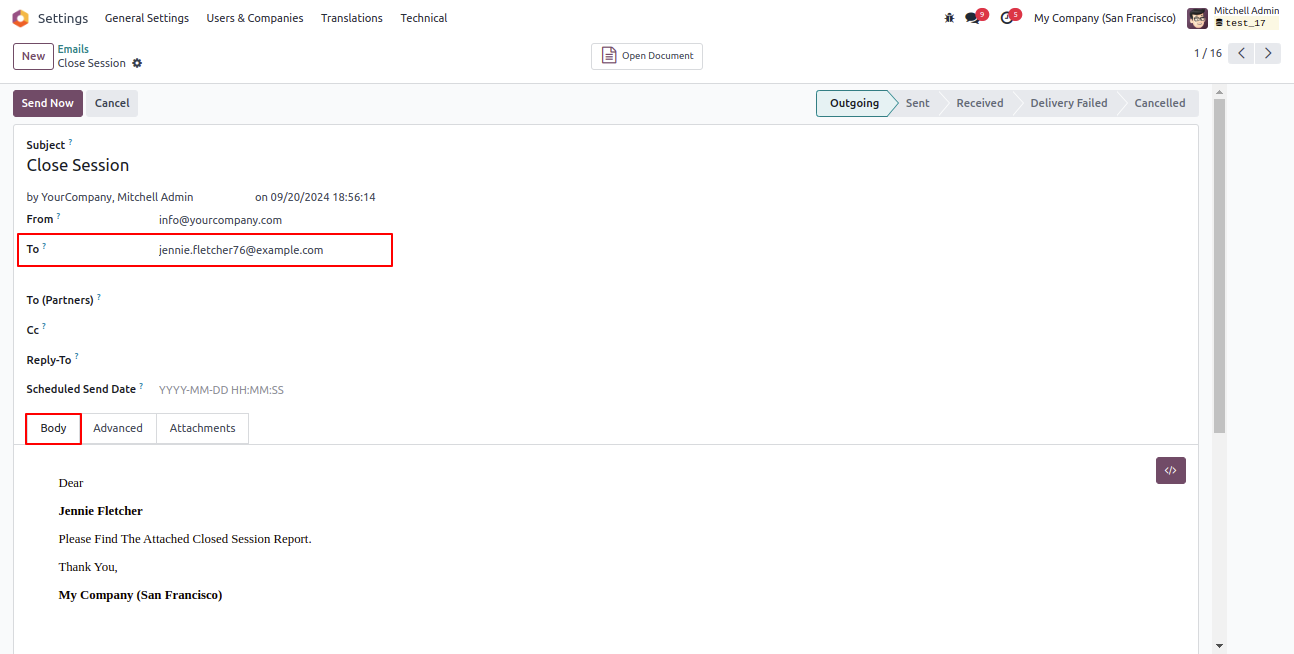 Settings General Settings Users & Companies Translations Technical 9 5 My Company (San Francisco) Mitchell Admin
test_17
New Emails
Close Session Open Document 1 / 16
Send Now Cancel Outgoing Sent Received Delivery Failed Cancelled
Subject ?
Close Session
by YourCompany, Mitchell Admin on 09/20/2024 18:56:14
From ? info@yourcompany.com
To ? jennie.fletcher76@example.com
To (Partners) ?
Cc ?
Reply-To ?
Scheduled Send Date ? YYYY-MM-DD HH:MM:SS
Body Advanced Attachments
</>
Dear
Jennie Fletcher
Please Find The Attached Closed Session Report.
Thank You,
My Company (San Francisco)